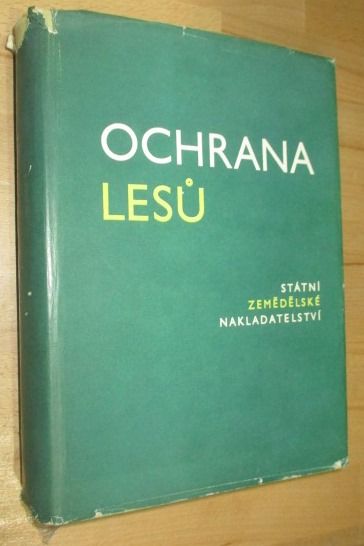 OCHRANA
LESŮ
STÁTNÍ
ZEMĚDĚLSKÉ
NAKLADATELSTVÍ